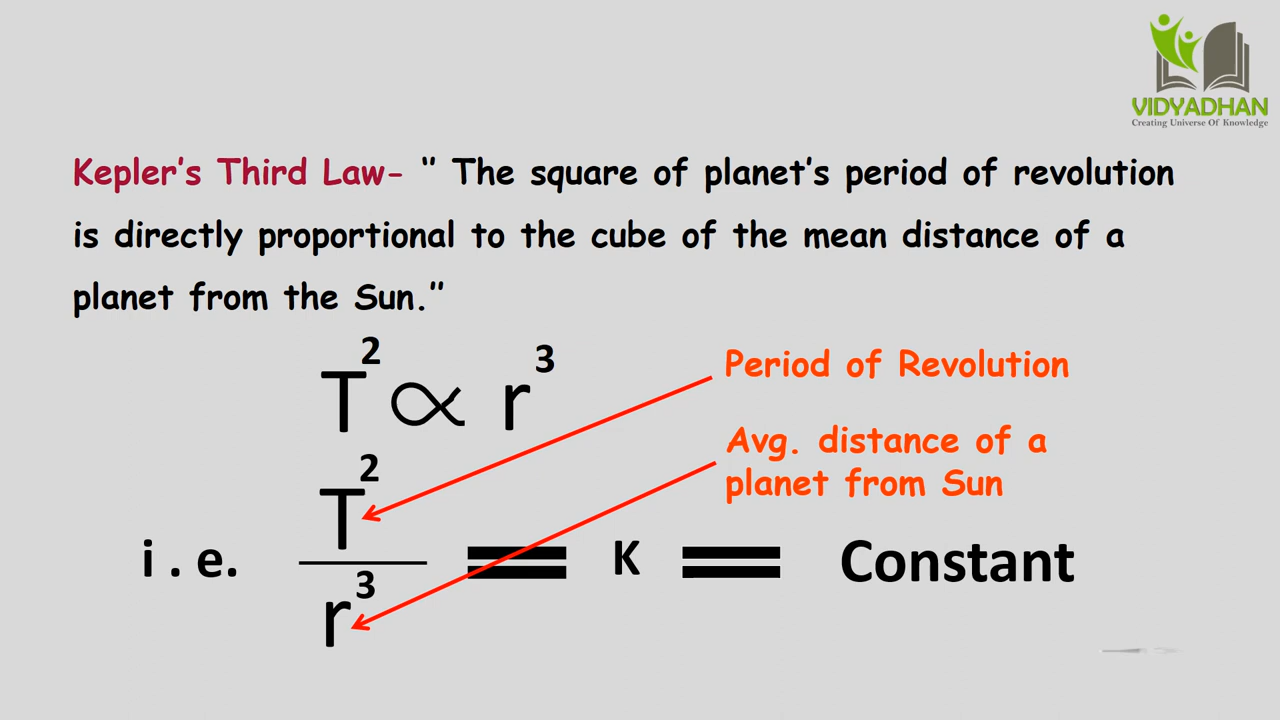 VIDYADHAN
Creating Universe Of Knowledge
Kepler's Third Law- " The square of planet's period of revolution
is directly proportional to the cube of the mean distance of a
planet from the Sun."
T² ∝ r³
Period of Revolution
Avg. distance of a
planet from Sun
i . e. T²/r³ = K = Constant